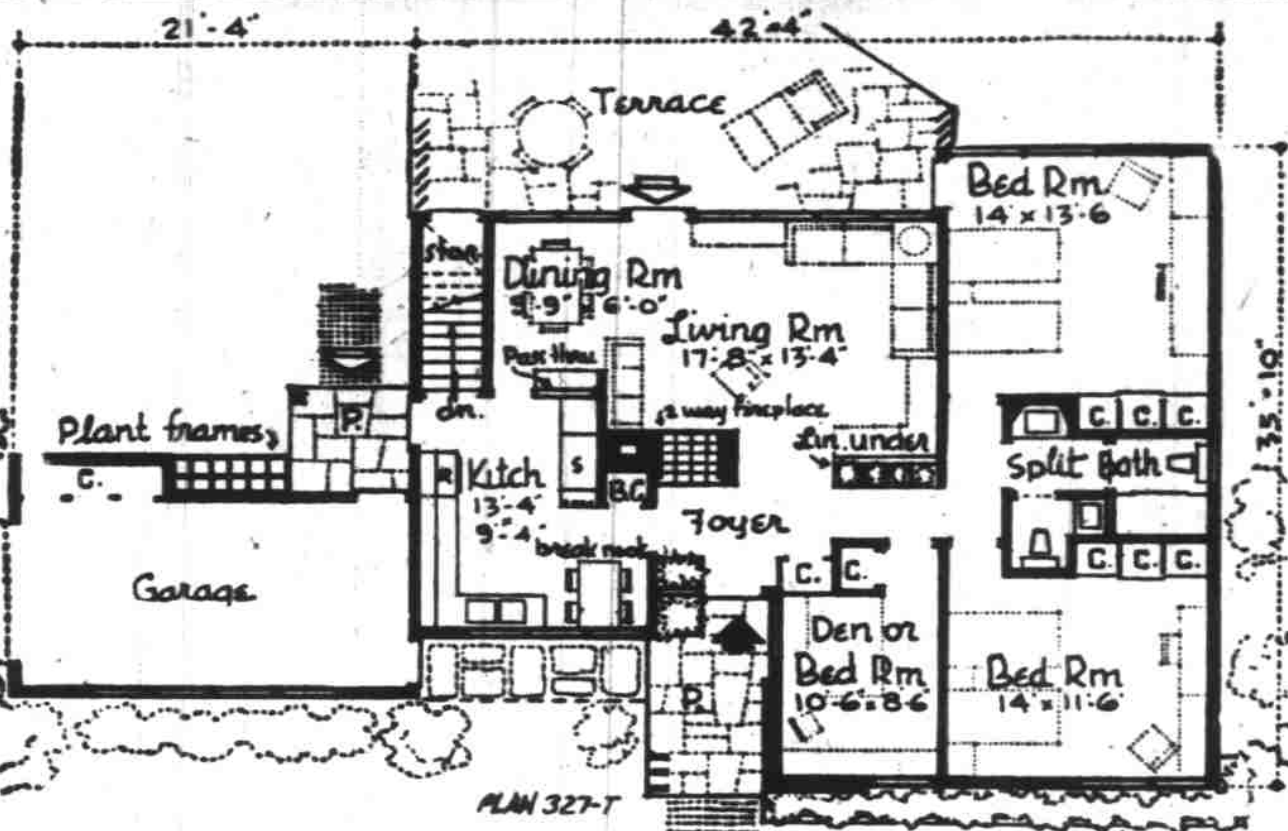 21'-4"
42'-4"
Terrace
Bed Rm
14' x 13'-6
stor
Dining Rm
9'-9" 6'-0"
Living Rm
17'-8" x 13'-4"
Pass thru
2 way fireplace
dn.
P.
Plant frames
C.
Lin. under
C. C. C.
Split Bath
35'-10"
R
Kitch
13'-4"
9'-4"
S
B.C.
Foyer
break nook
C. C.
C. C. C.
Garage
Den or
Bed Rm
10-6 x 8-6
Bed Rm
14' x 11'-6
P.
PLAN 327-T